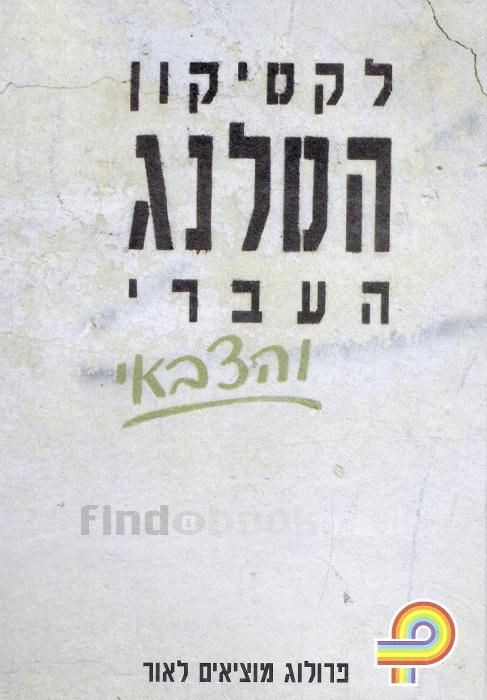 לקסיקון
הסלנג
העברי
והצבאי
findabook
פרולוג מוציאים לאור